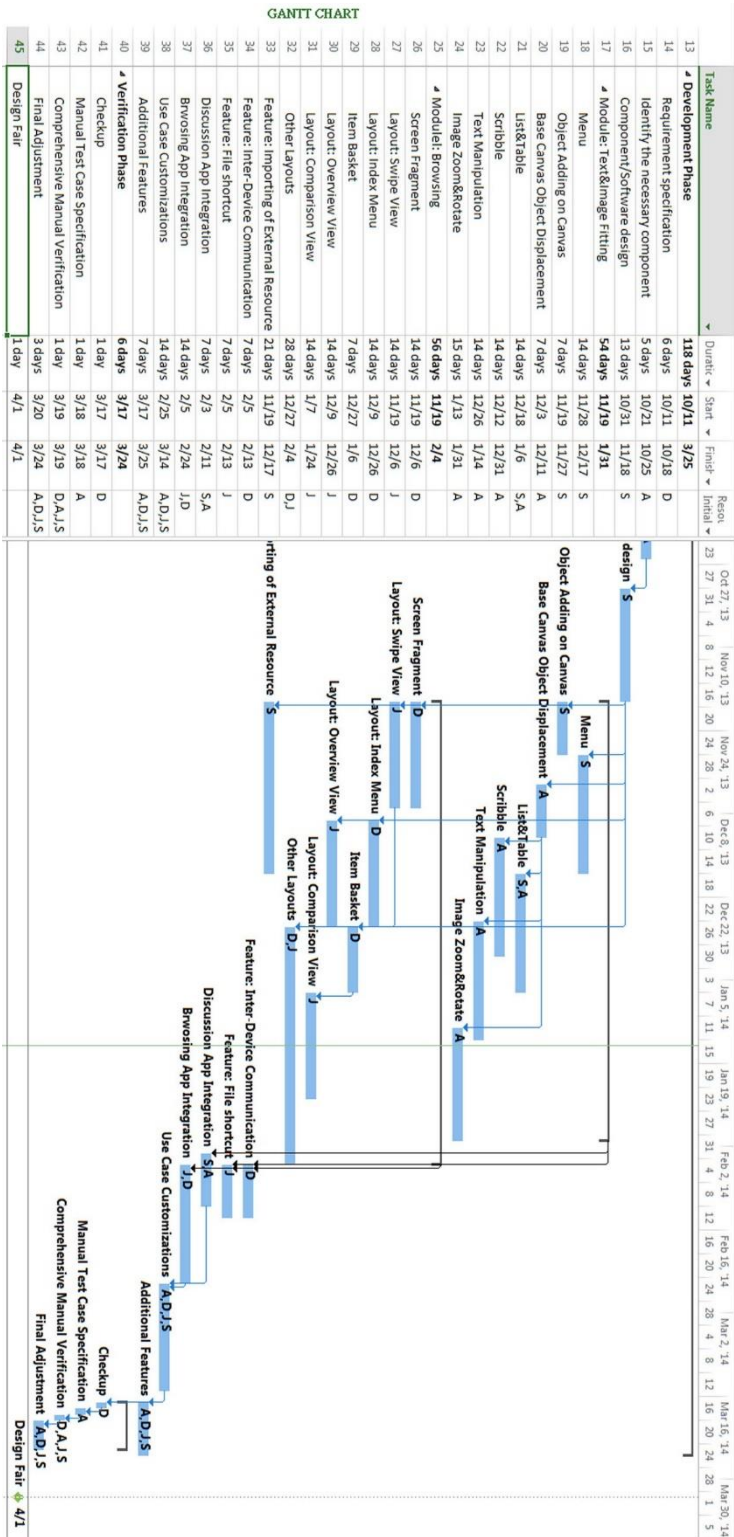 GANTT CHART
Task Name Duratic Start Finish Resou Initial
13 Development Phase 118 days 10/11 3/25
14 Requirement specification 6 days 10/11 10/18 D
15 Identify the necessary component 5 days 10/21 10/25 A
16 Component/Software design 13 days 10/31 11/18 S
17 Module: Text&Image Fitting 54 days 11/19 1/31
18 Menu 14 days 11/28 12/17 S
19 Object Adding on Canvas 7 days 11/19 11/27 S
20 Base Canvas Object Displacement 7 days 12/3 12/11 A
21 List&Table 14 days 12/18 1/6 S,A
22 Scribble 14 days 12/12 12/31 A
23 Text Manipulation 14 days 12/26 1/14 A
24 Image Zoom&Rotate 15 days 1/13 1/31 A
25 Module!: Browsing 56 days 11/19 2/4
26 Screen Fragment 14 days 11/19 12/6 D
27 Layout: Swipe View 14 days 11/19 12/6 J
28 Layout: Index Menu 14 days 12/9 12/26 D
29 Item Basket 7 days 12/27 1/6 D
30 Layout: Overview View 14 days 12/9 12/26 J
31 Layout: Comparison View 14 days 1/7 1/24 J
32 Other Layouts 28 days 12/27 2/4 D,J
33 Feature: Importing of External Resource 21 days 11/19 12/17 S
34 Feature: Inter-Device Communication 7 days 2/5 2/13 D
35 Feature: File shortcut 7 days 2/5 2/13 J
36 Discussion App Integration 7 days 2/3 2/11 S,A
37 Brwosing App Integration 14 days 2/5 2/24 J,D
38 Use Case Customizations 14 days 2/25 3/14 A,D,J,S
39 Additional Features 7 days 3/17 3/25 A,D,J,S
40 Verification Phase 6 days 3/17 3/24
41 Checkup 1 day 3/17 3/17 D
42 Manual Test Case Specification 1 day 3/18 3/18 A
43 Comprehensive Manual Verification 1 day 3/19 3/19 D,A,J,S
44 Final Adjustment 3 days 3/20 3/24 A,D,J,S
45 Design Fair 1 day 4/1 4/1
Oct 27, '13 Nov 10, '13 Nov 24, '13 Dec 8, '13 Dec 22, '13 Jan 5, '14 Jan 19, '14 Feb 2, '14 Feb 16, '14 Mar 2, '14 Mar 16, '14 Mar 30, '14
23 27 31 4 8 12 16 20 24 28 2 6 10 14 18 22 26 30 3 7 11 15 19 23 27 31 4 8 12 16 20 24 28 4 8 12 16 20 24 28 1 5
design S
Menu S
Object Adding on Canvas S
Base Canvas Object Displacement A
List&Table S,A
Scribble A
Text Manipulation A
Image Zoom&Rotate A
Screen Fragment D
Layout: Swipe View J
Layout: Index Menu D
Item Basket D
Layout: Overview View J
Layout: Comparison View J
Other Layouts D,J
rting of External Resource S
Feature: Inter-Device Communication D
Feature: File shortcut J
Discussion App Integration S,A
Brwosing App Integration J,D
Use Case Customizations A,D,J,S
Additional Features A,D,J,S
Checkup D
Manual Test Case Specification A
Comprehensive Manual Verification D,A,J,S
Final Adjustment A,D,J,S
Design Fair 4/1